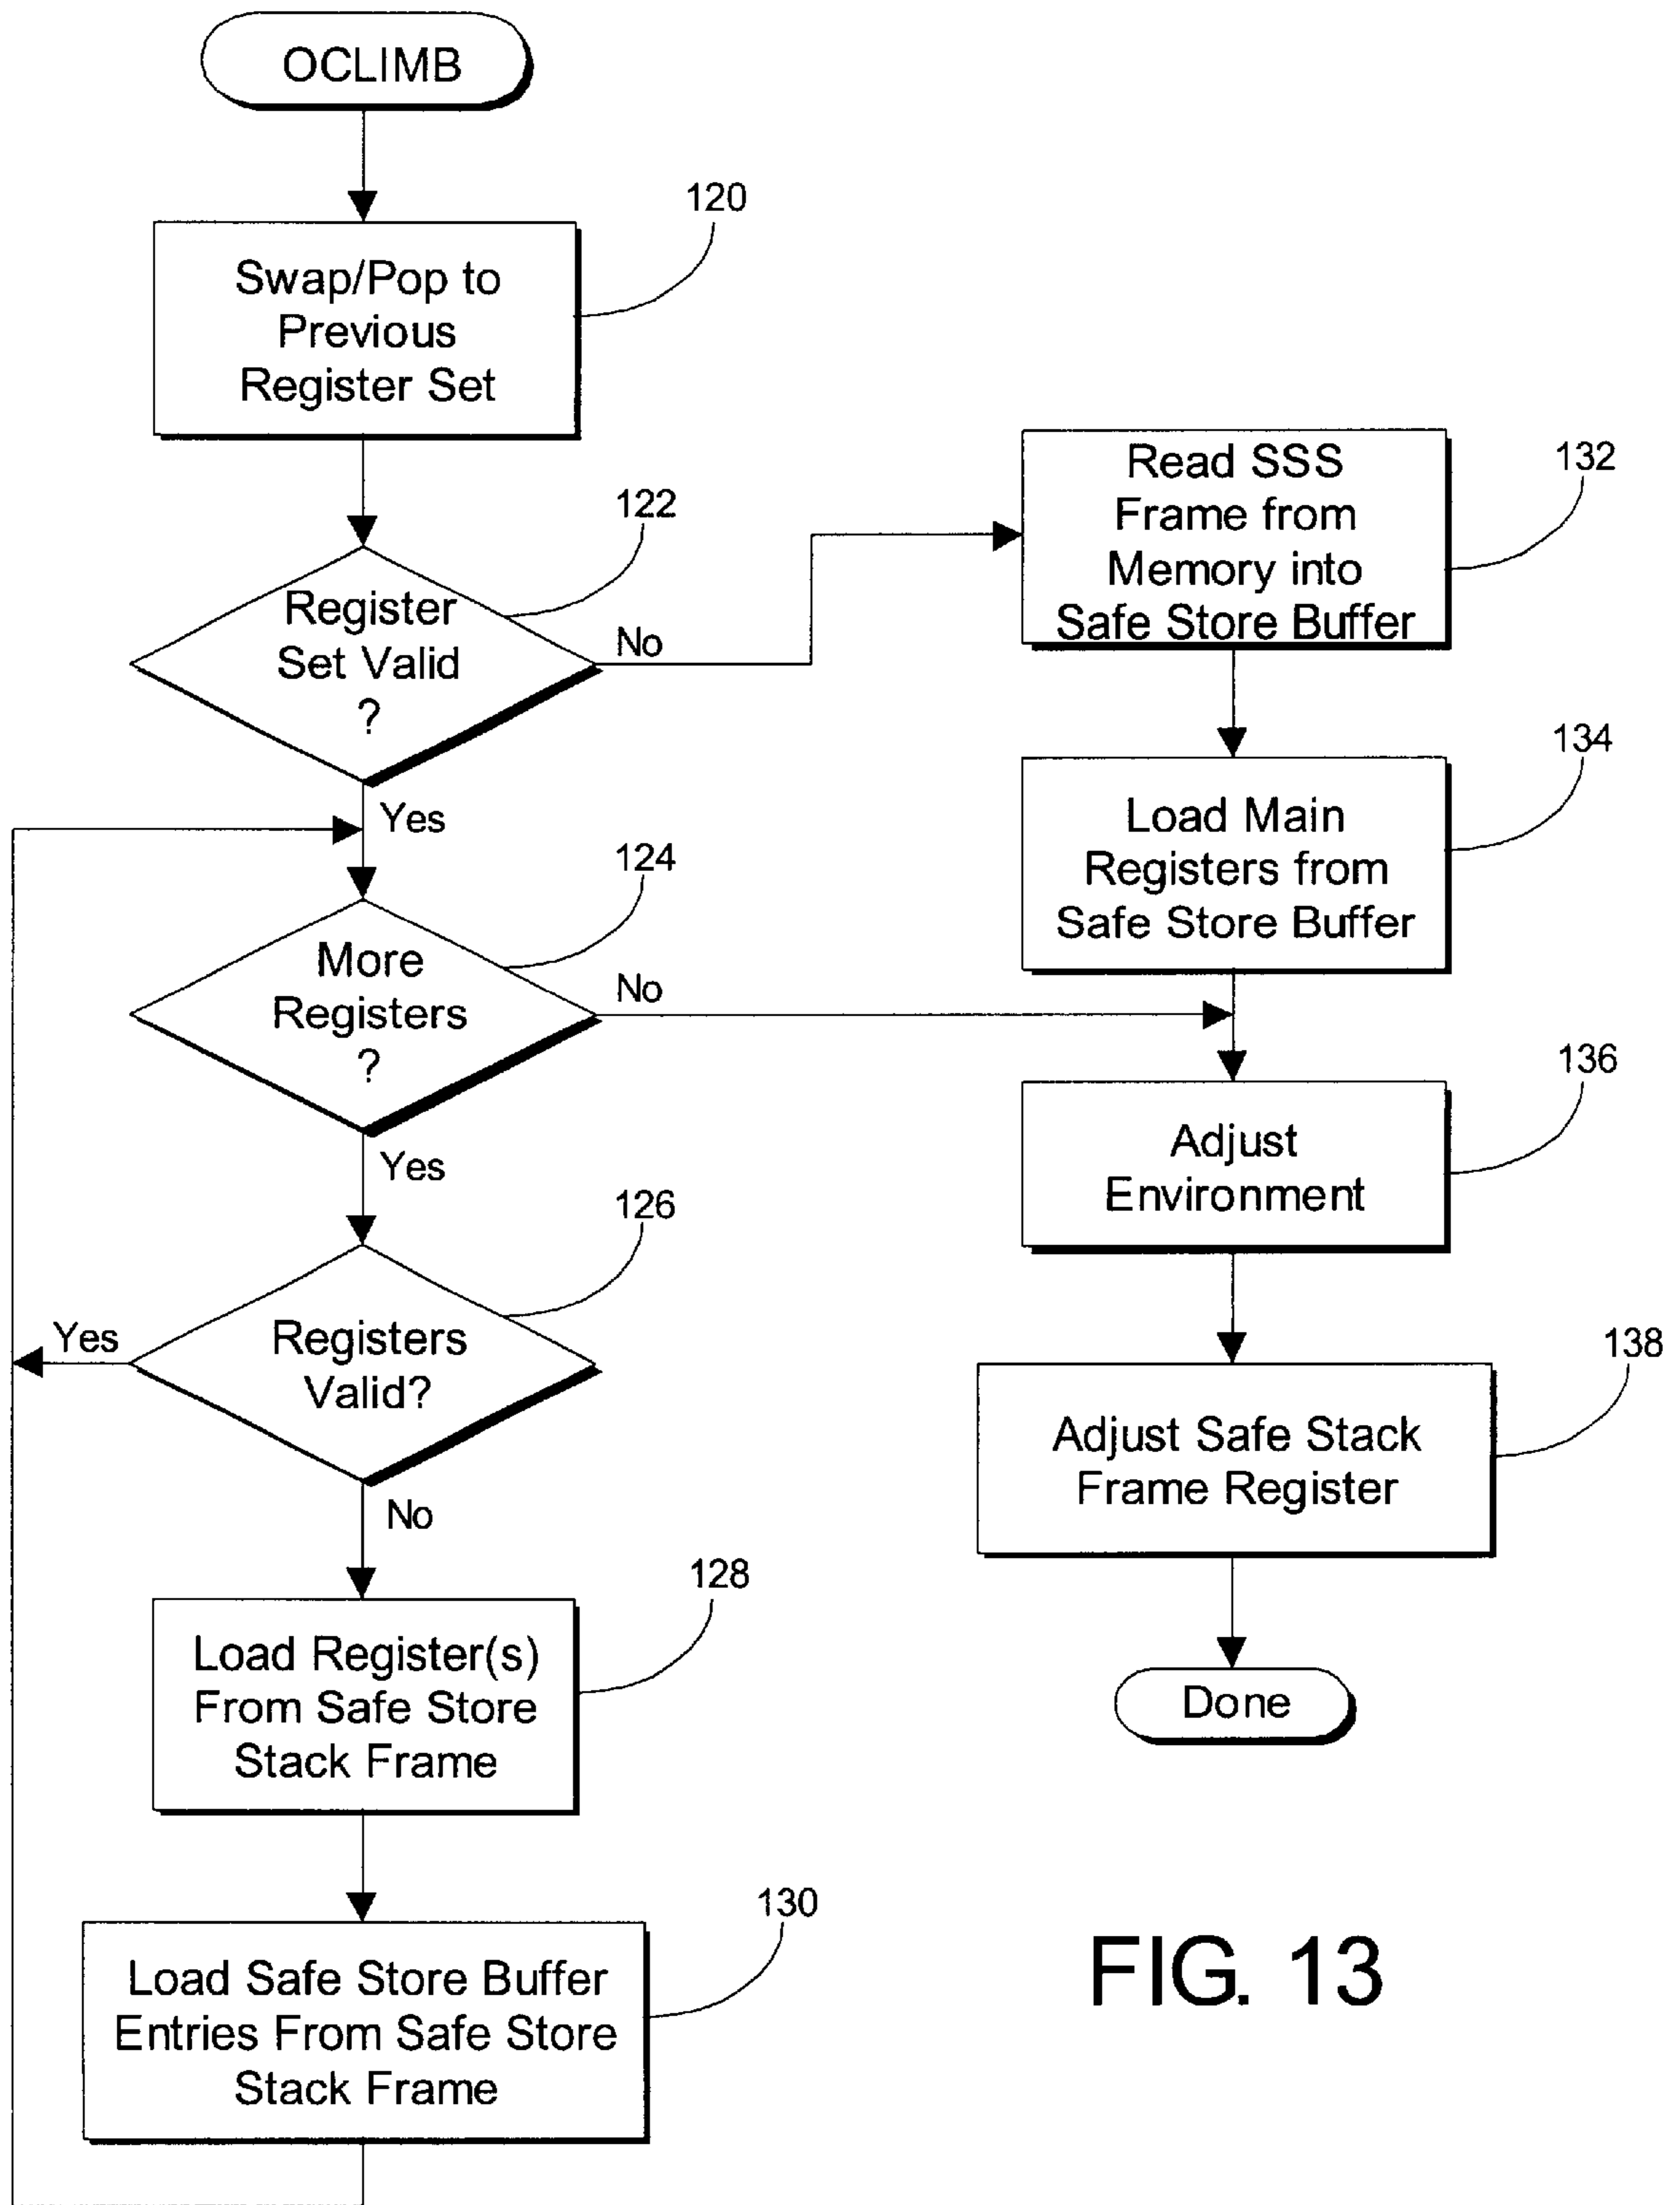 OCLIMB
120
Swap/Pop to
Previous
Register Set
122
Register
Set Valid
?
No
Yes
124
More
Registers
?
No
Yes
126
Registers
Valid?
Yes
No
128
Load Register(s)
From Safe Store
Stack Frame
130
Load Safe Store Buffer
Entries From Safe Store
Stack Frame
132
Read SSS
Frame from
Memory into
Safe Store Buffer
134
Load Main
Registers from
Safe Store Buffer
136
Adjust
Environment
138
Adjust Safe Stack
Frame Register
Done
FIG. 13